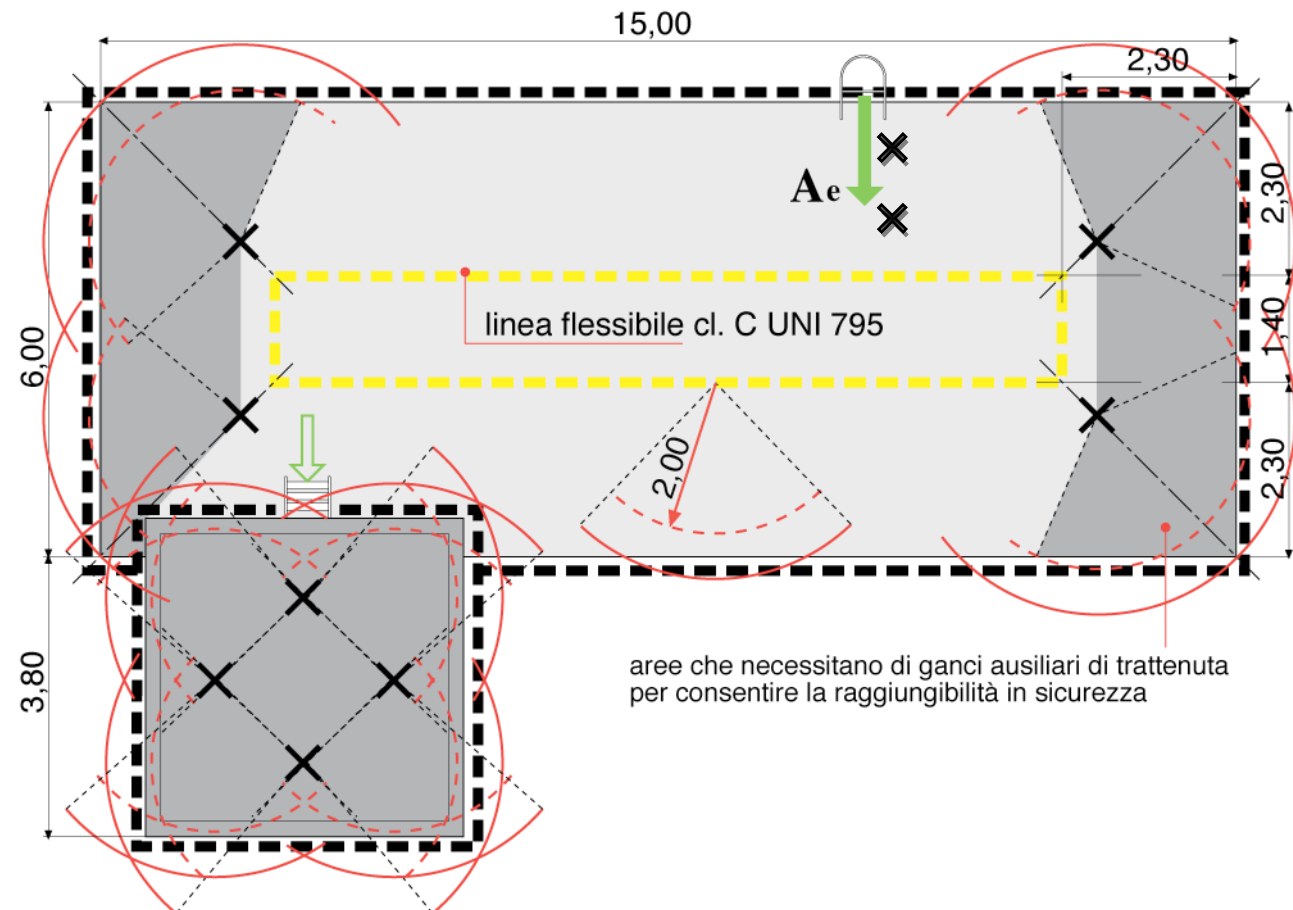 15,00
2,30
2,30
Ae
linea flessibile cl. C UNI 795
6,00
1,40
2,00
2,30
3,80
aree che necessitano di ganci ausiliari di trattenuta
per consentire la raggiungibilità in sicurezza